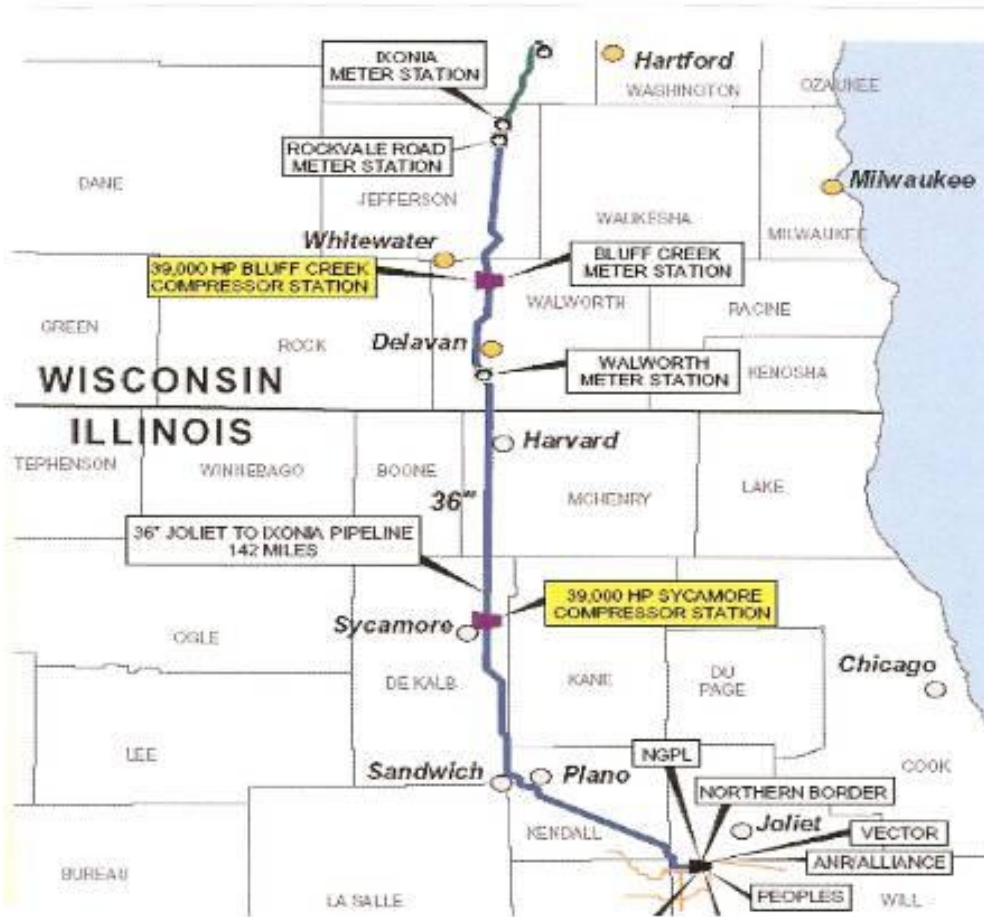 IXONIA
METER STATION
Hartford
WASHINGTON
OZAUKEE
ROCKVALE ROAD
METER STATION
DANE
JEFFERSON
Milwaukee
WAUKESHA
MILWAUKEE
Whitewater
39,000 HP BLUFF CREEK
COMPRESSOR STATION
BLUFF CREEK
METER STATION
WALWORTH
RACINE
GREEN
ROCK
Delavan
WALWORTH
METER STATION
KENOSHA
WISCONSIN
ILLINOIS
TEPHENSON
WINNEBAGO
BOONE
Harvard
MCHENRY
LAKE
36"
36" JOLIET TO IXONIA PIPELINE
142 MILES
39,000 HP SYCAMORE
COMPRESSOR STATION
Sycamore
OGLE
DE KALB
KANE
DU
PAGE
Chicago
LEE
NGPL
COOK
Sandwich
Plano
NORTHERN BORDER
Joliet
VECTOR
KENDALL
ANR/ALLIANCE
BUREAU
LA SALLE
PEOPLES
WILL